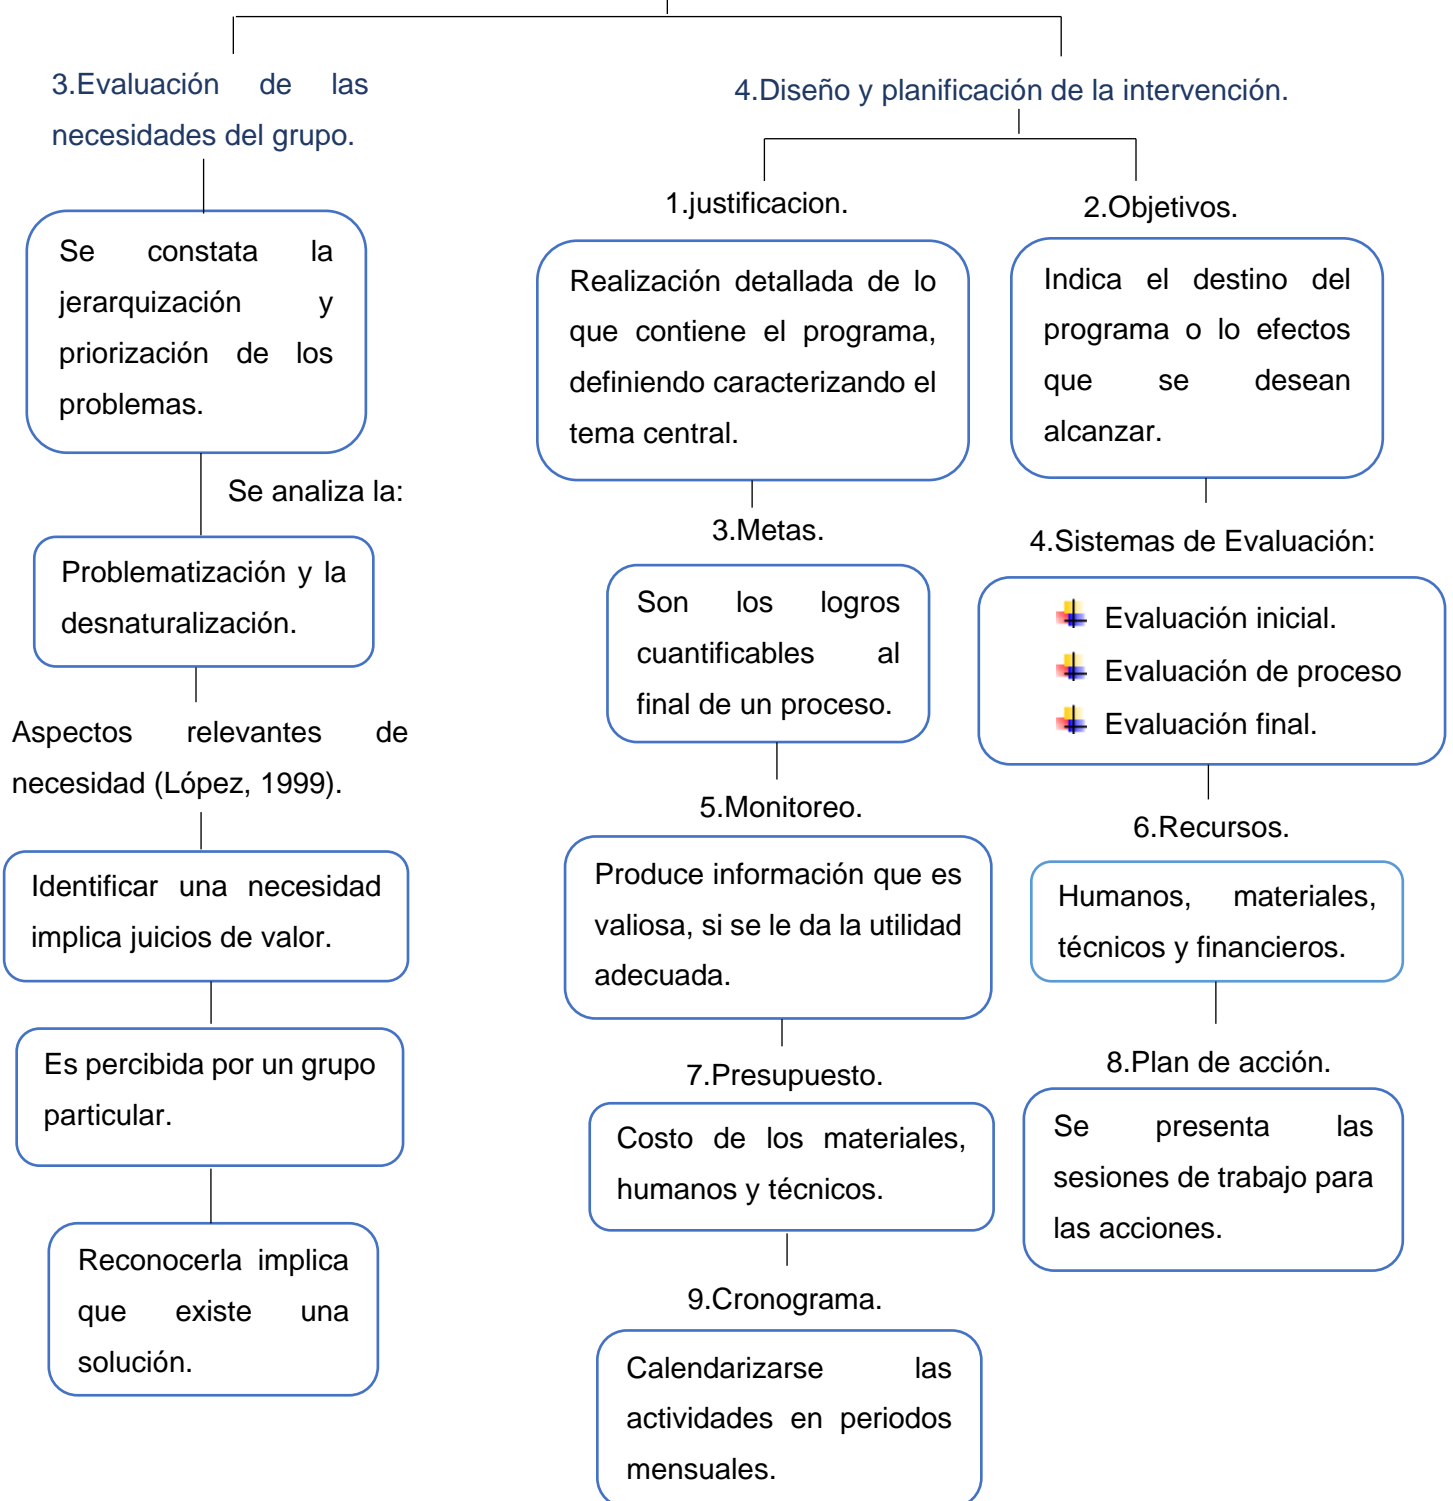 3.Evaluación de las
necesidades del grupo.
Se constata la
jerarquización y
priorización de los
problemas.
Se analiza la:
Problematización y la
desnaturalización.
Aspectos relevantes de
necesidad (López, 1999).
Identificar una necesidad
implica juicios de valor.
Es percibida por un grupo
particular.
Reconocerla implica
que existe una
solución.
4.Diseño y planificación de la intervención.
1.justificacion.
Realización detallada de lo
que contiene el programa,
definiendo caracterizando el
tema central.
2.Objetivos.
Indica el destino del
programa o lo efectos
que se desean
alcanzar.
3.Metas.
Son los logros
cuantificables al
final de un proceso.
4.Sistemas de Evaluación:
Evaluación inicial.
Evaluación de proceso
Evaluación final.
5.Monitoreo.
Produce información que es
valiosa, si se le da la utilidad
adecuada.
6.Recursos.
Humanos, materiales,
técnicos y financieros.
7.Presupuesto.
Costo de los materiales,
humanos y técnicos.
8.Plan de acción.
Se presenta las
sesiones de trabajo para
las acciones.
9.Cronograma.
Calendarizarse las
actividades en periodos
mensuales.